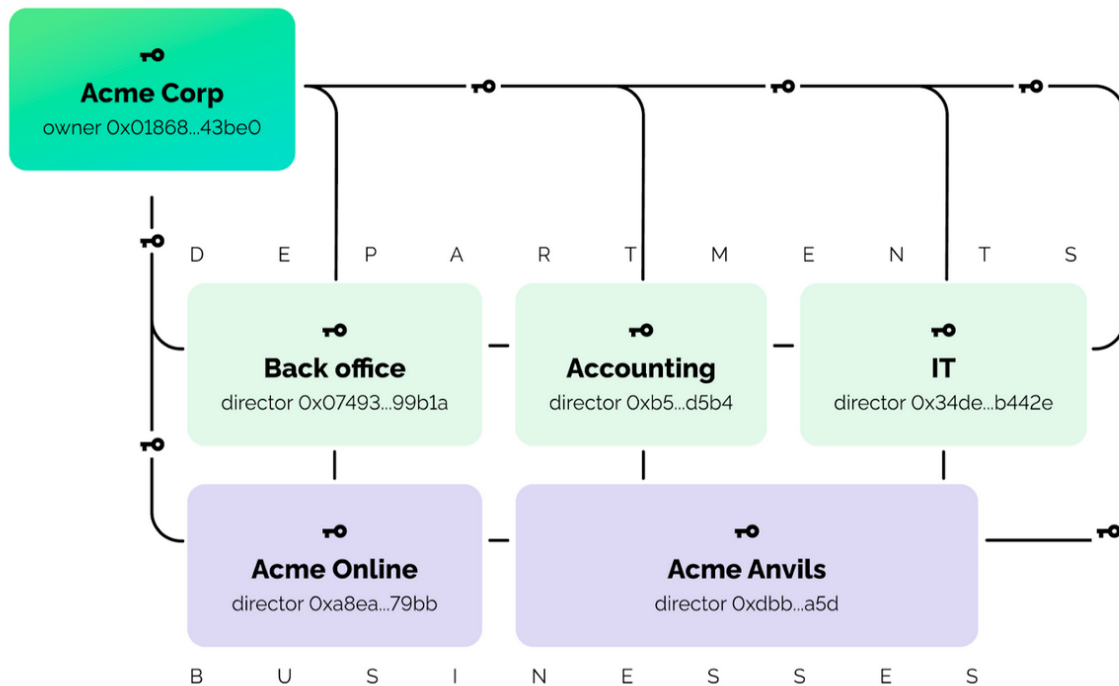 Acme Corp
owner 0x01868...43be0
D E P A R T M E N T S
Back office
director 0x07493...99b1a
Accounting
director 0xb5...d5b4
IT
director 0x34de...b442e
Acme Online
director 0xa8ea...79bb
Acme Anvils
director 0xdbb...a5d
B U S I N E S S E S